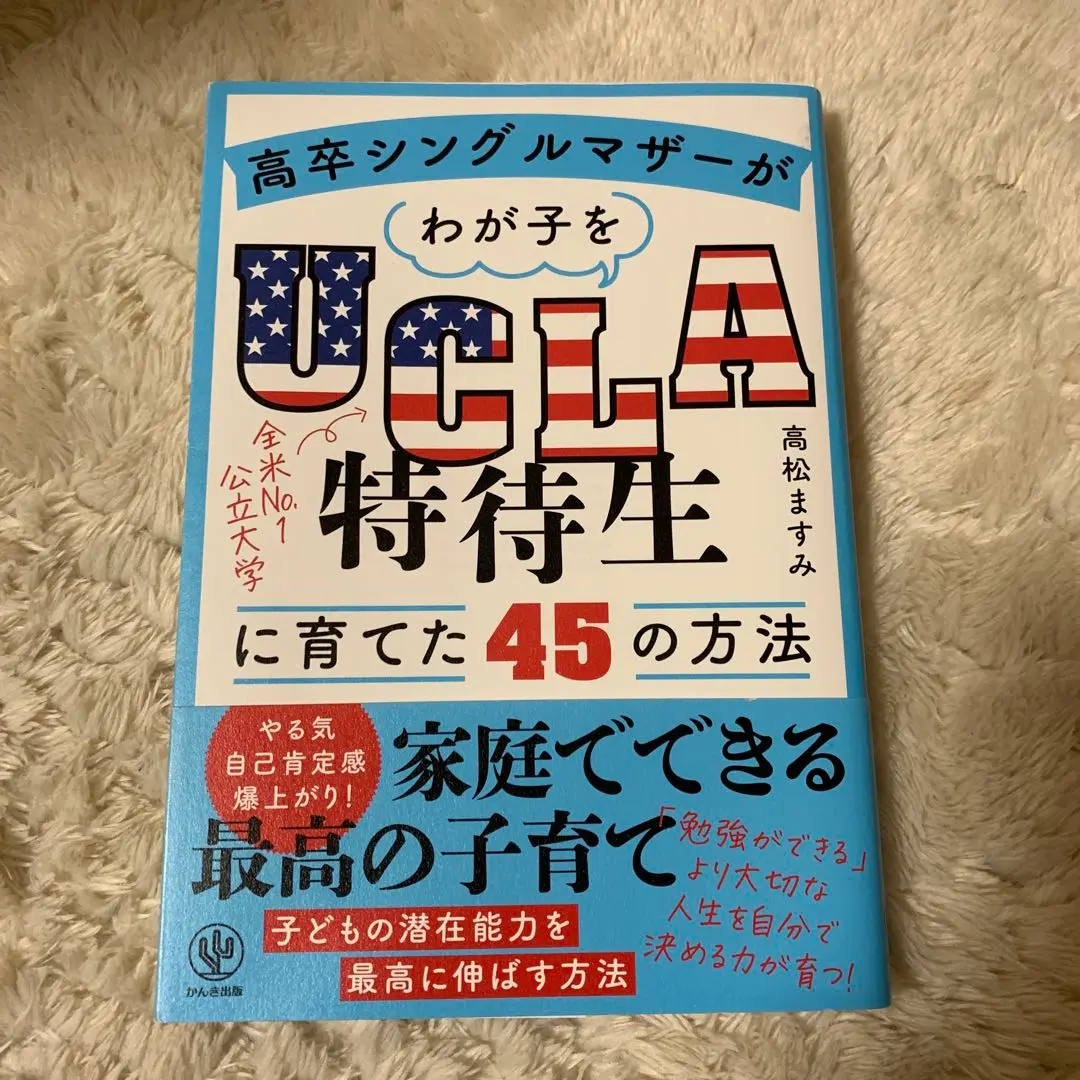 高卒シングルマザーが
わが子を
UCLA
全米No.1
公立大学
特待生
高松ますみ
に育てた45の方法
やる気
自己肯定感
爆上がり!
家庭でできる
最高の子育て
「勉強ができる」
より大切な
人生を自分で
決める力が育つ!
子どもの潜在能力を
最高に伸ばす方法
かんき出版